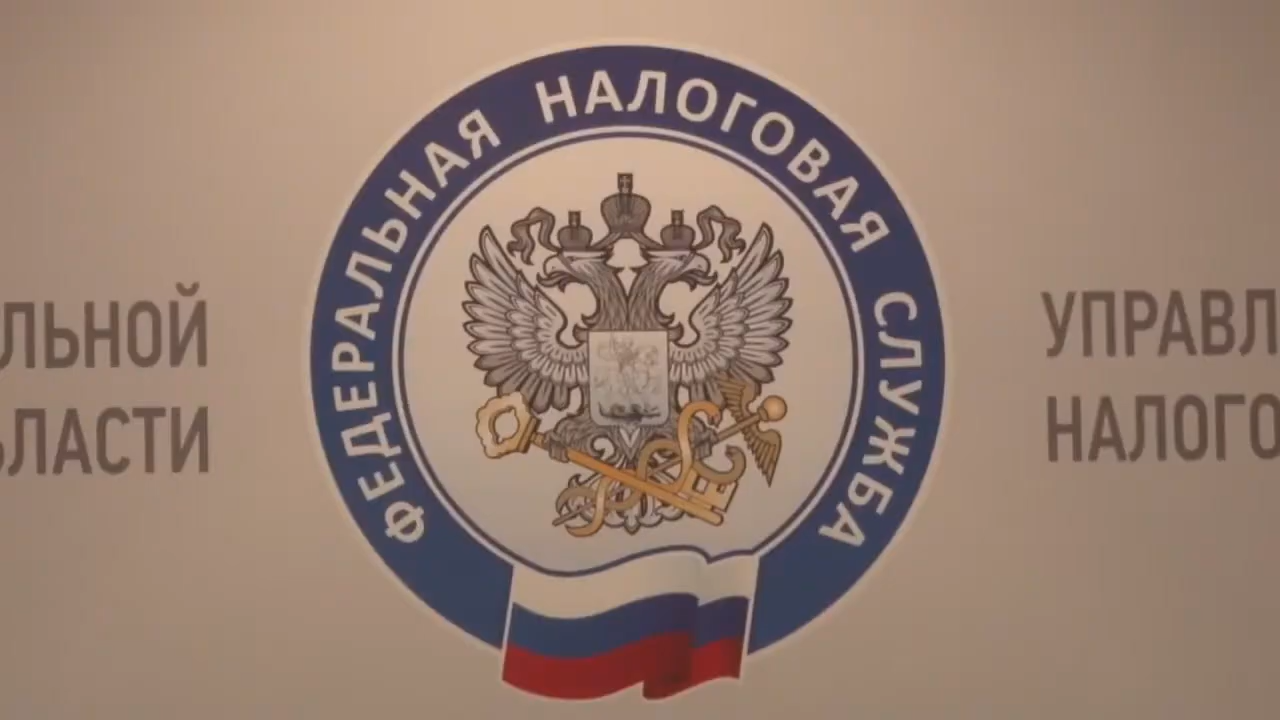 ФЕДЕРАЛЬНАЯ НАЛОГОВАЯ СЛУЖБА
ЛЬНОЙ
ЛАСТИ
УПРАВЛ
НАЛОГО